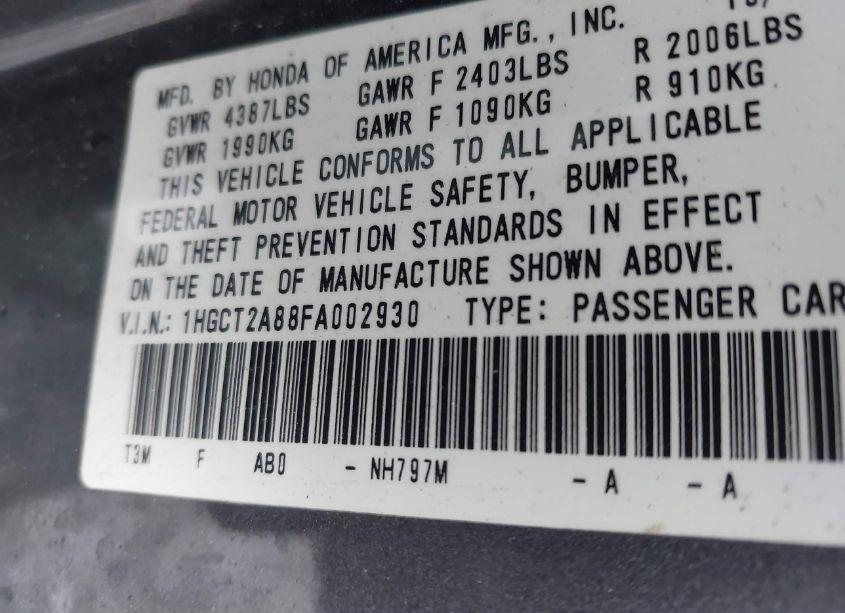 MFD. BY HONDA OF AMERICA MFG., INC.
GVWR 4387LBS GAWR F 2403LBS R 2006LBS
GVWR 1990KG GAWR F 1090KG R 910KG
THIS VEHICLE CONFORMS TO ALL APPLICABLE
FEDERAL MOTOR VEHICLE SAFETY, BUMPER,
AND THEFT PREVENTION STANDARDS IN EFFECT
ON THE DATE OF MANUFACTURE SHOWN ABOVE.
V.I.N.: 1HGCT2A88FA002930 TYPE: PASSENGER CAR
T3M F AB0 - NH797M - A - A